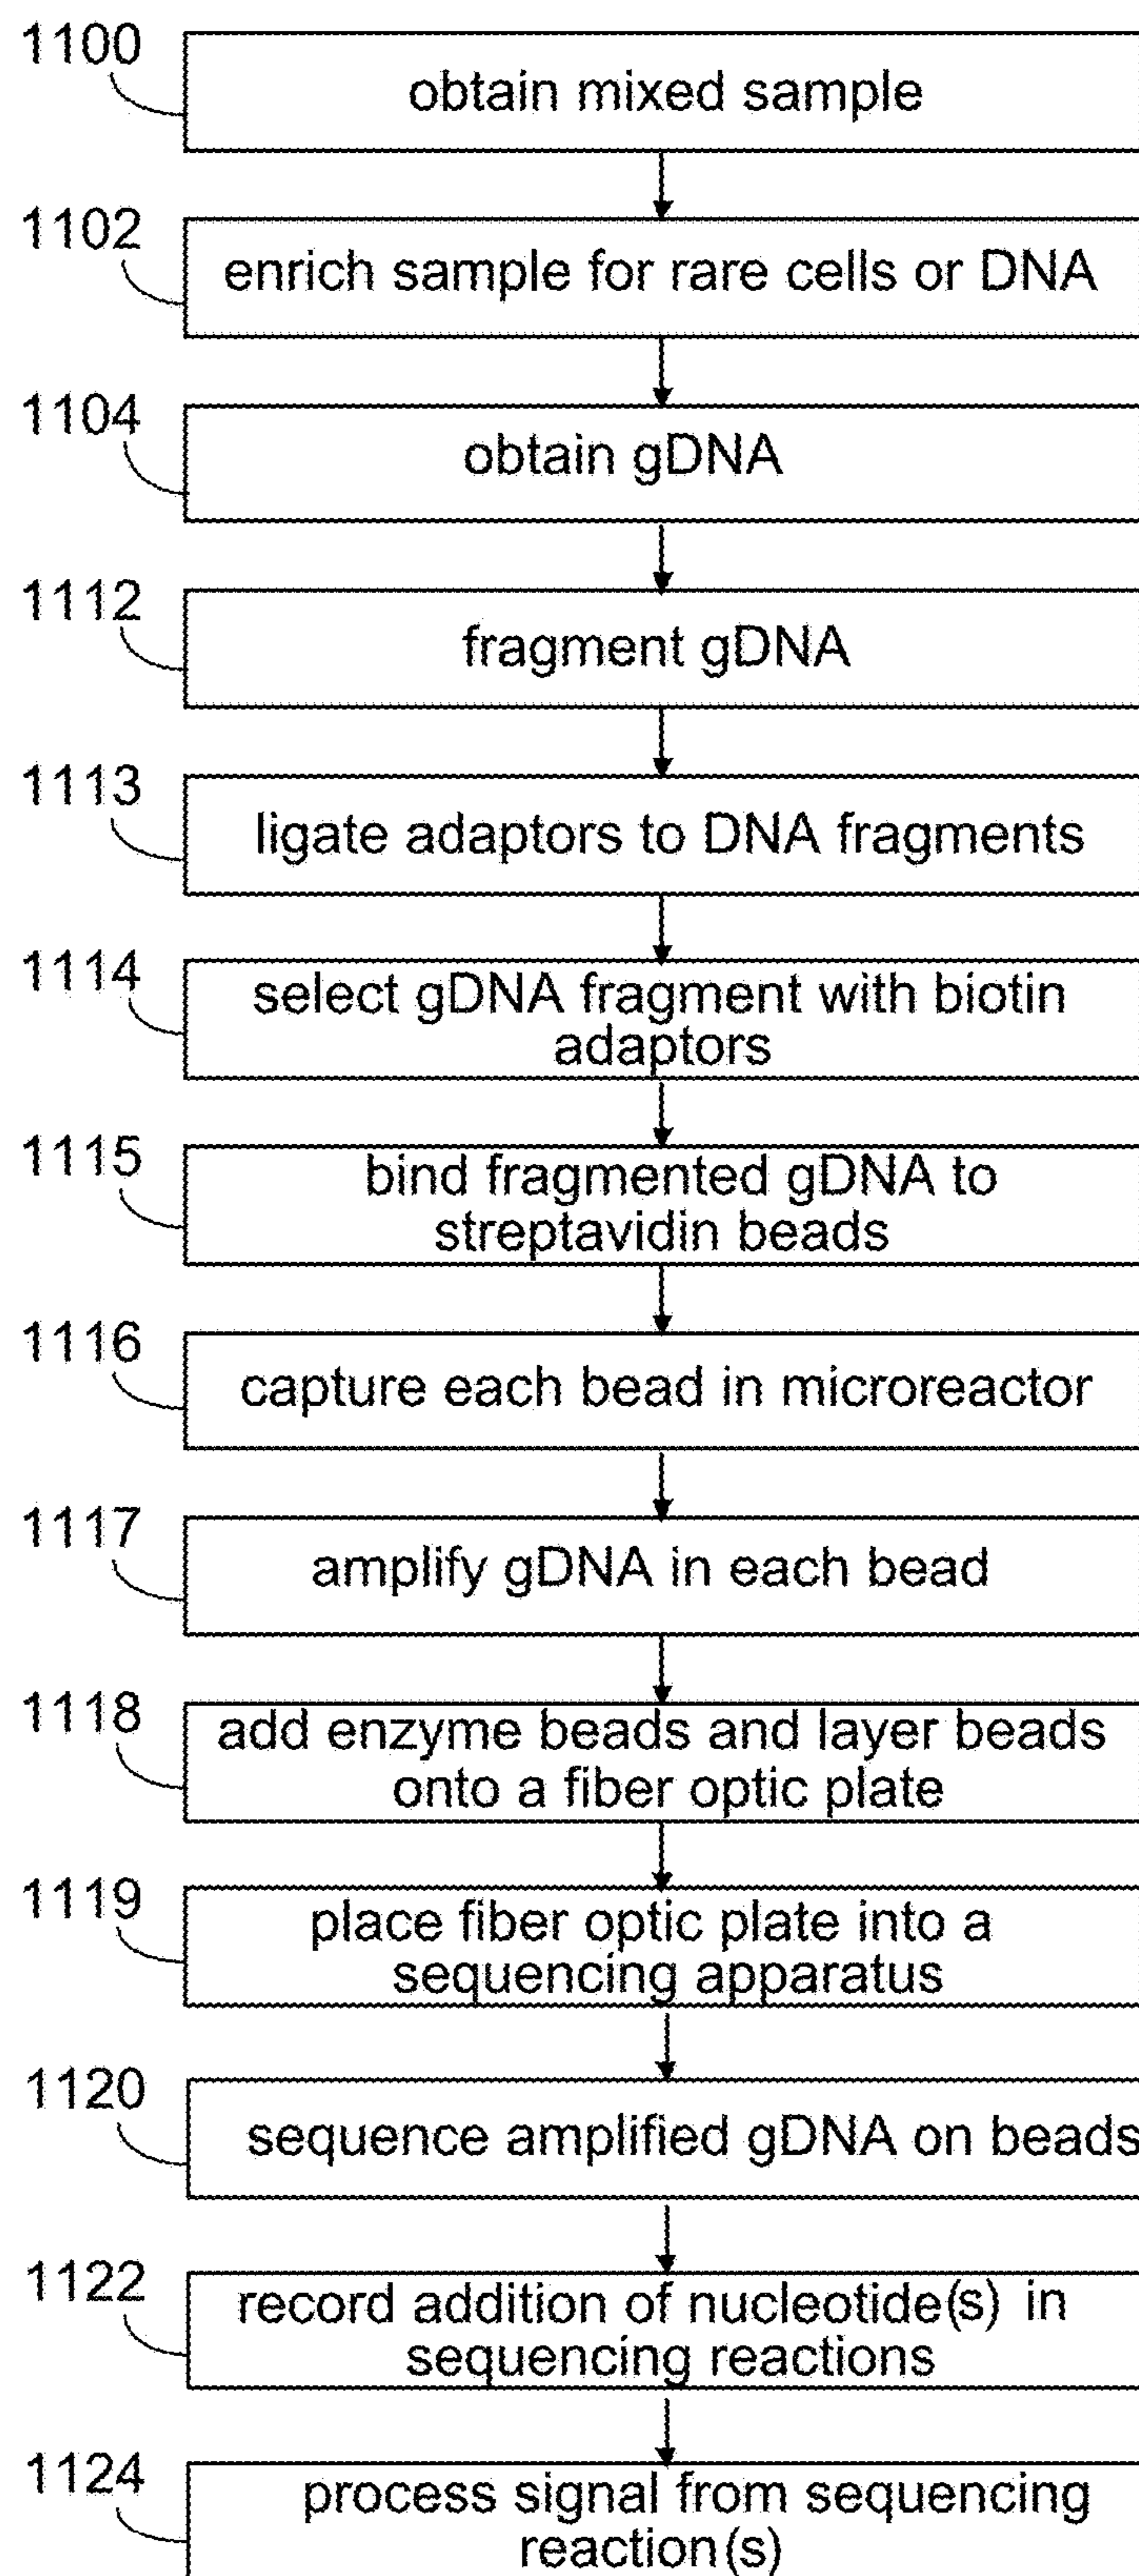 1100
obtain mixed sample
1102
enrich sample for rare cells or DNA
1104
obtain gDNA
1112
fragment gDNA
1113
ligate adaptors to DNA fragments
1114
select gDNA fragment with biotin
adaptors
1115
bind fragmented gDNA to
streptavidin beads
1116
capture each bead in microreactor
1117
amplify gDNA in each bead
1118
add enzyme beads and layer beads
onto a fiber optic plate
1119
place fiber optic plate into a
sequencing apparatus
1120
sequence amplified gDNA on beads
1122
record addition of nucleotide(s) in
sequencing reactions
1124
process signal from sequencing
reaction(s)